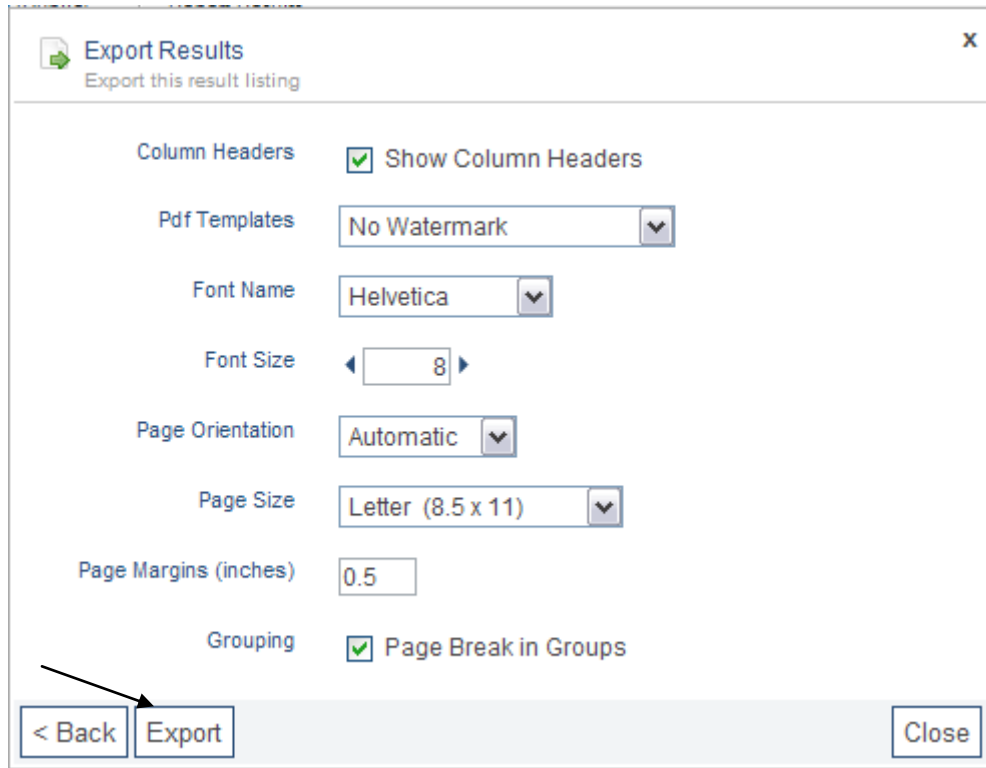 Export Results
x
Export this result listing
Column Headers Show Column Headers
Pdf Templates No Watermark
Font Name Helvetica
Font Size 8
Page Orientation Automatic
Page Size Letter (8.5 x 11)
Page Margins (inches) 0.5
Grouping Page Break in Groups
< Back Export Close